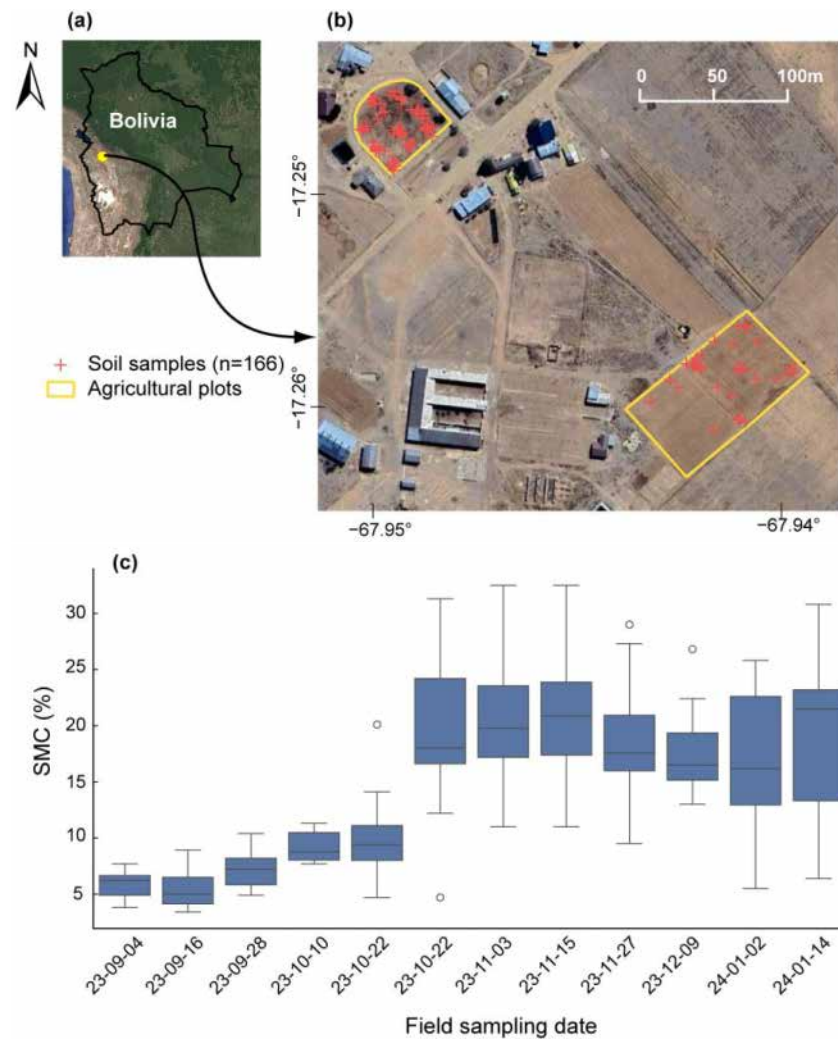 (a)
(b)
N
Bolivia
0 50 100m
−17.25°
−17.26°
+ Soil samples (n=166)
Agricultural plots
−67.95°
−67.94°
(c)
SMC (%)
30
25
20
15
10
5
23-09-04
23-09-16
23-09-28
23-10-10
23-10-22
23-10-22
23-11-03
23-11-15
23-11-27
23-12-09
24-01-02
24-01-14
Field sampling date